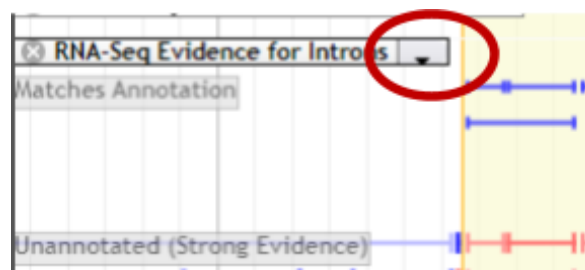 RNA-Seq Evidence for Introns
Matches Annotation
Unannotated (Strong Evidence)